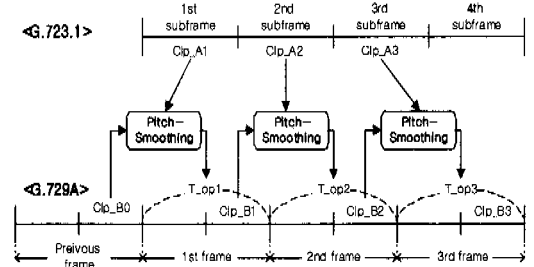 1st subframe
2nd subframe
3rd subframe
4th subframe
<G.723.1>
Clp_A1
Clp_A2
Clp_A3
Pitch-Smoothing
Pitch-Smoothing
Pitch-Smoothing
<G.729A>
T_op1
T_op2
T_op3
Clp_B0
Clp_B1
Clp_B2
Clp_B3
Preivous frame
1st frame
2nd frame
3rd frame